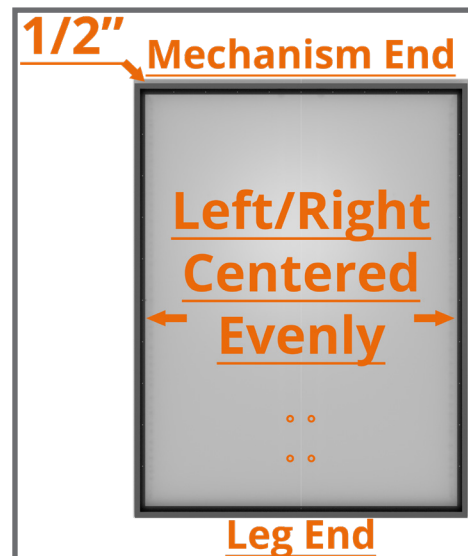 1/2”
Mechanism End
Left/Right
Centered
Evenly
Leg End